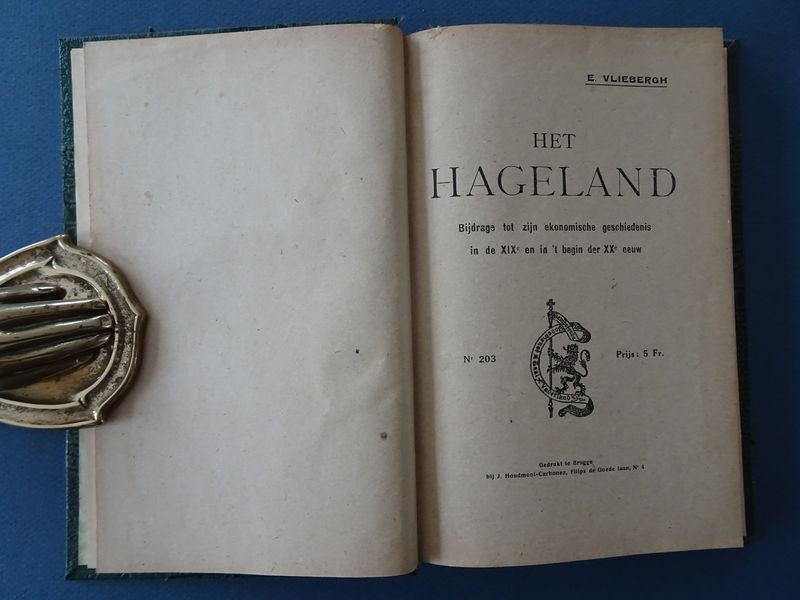 E. VLIEBERGH
HET
HAGELAND
Bijdrage tot zijn ekonomische geschiedenis
in de XIXe en in 't begin der XXe eeuw
Nr 203
Prijs: 5 Fr.
Gedrukt te Brugge
bij J. Houdmont-Carbonez, Filips de Goede laan, Nr 4